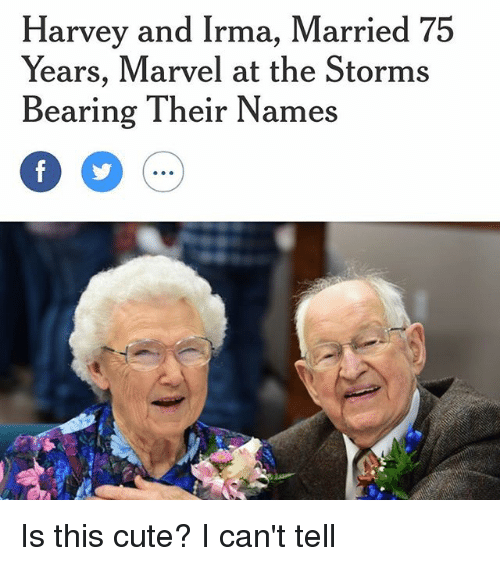 Harvey and Irma, Married 75
Years, Marvel at the Storms
Bearing Their Names
f
Is this cute? I can't tell